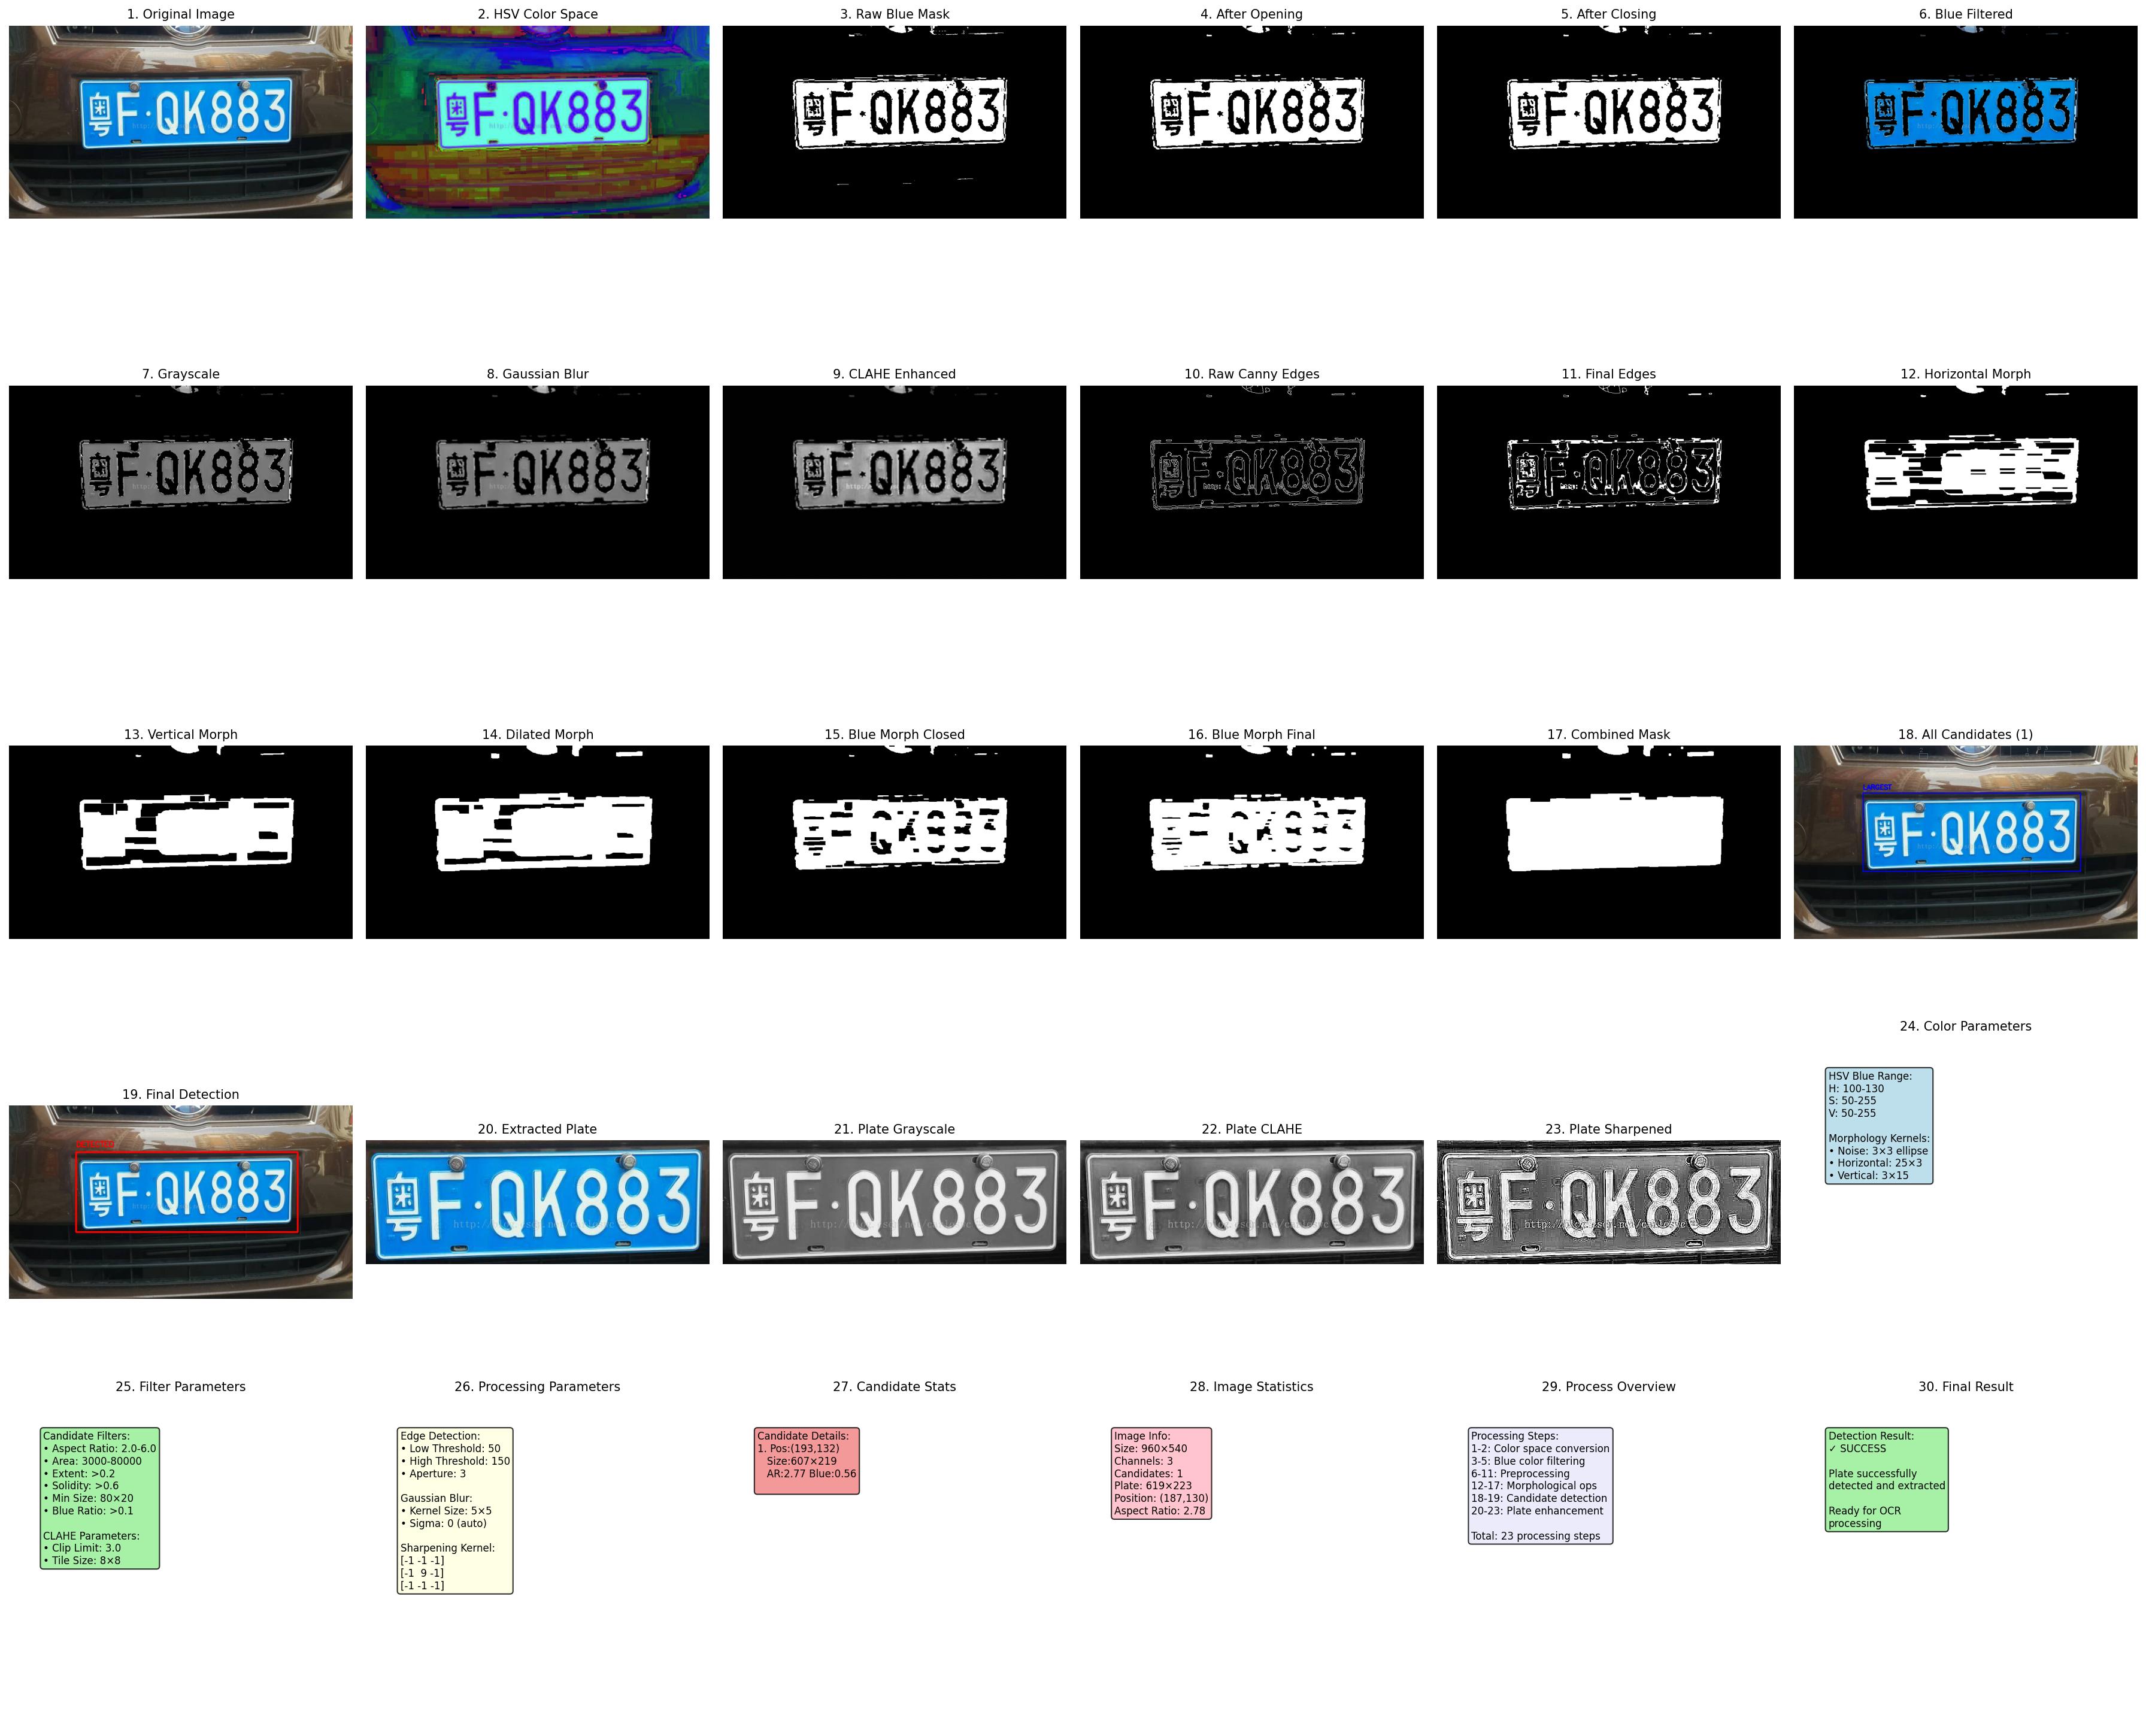 1. Original Image
2. HSV Color Space
3. Raw Blue Mask
4. After Opening
5. After Closing
6. Blue Filtered
粤F·QK883
粤F·QK883
粤F·QK883
粤F·QK883
粤F·QK883
粤F·QK883
7. Grayscale
8. Gaussian Blur
9. CLAHE Enhanced
10. Raw Canny Edges
11. Final Edges
12. Horizontal Morph
粤F·QK883
粤F·QK883
粤F·QK883
粤F·QK883
粤F·QK883
13. Vertical Morph
14. Dilated Morph
15. Blue Morph Closed
16. Blue Morph Final
17. Combined Mask
18. All Candidates (1)
LARGEST
粤F·QK883
19. Final Detection
20. Extracted Plate
21. Plate Grayscale
22. Plate CLAHE
23. Plate Sharpened
24. Color Parameters
粤F·QK883
粤F·QK883
粤F·QK883
粤F·QK883
粤F·QK883
HSV Blue Range:
H: 100-130
S: 50-255
V: 50-255
Morphology Kernels:
• Noise: 3×3 ellipse
• Horizontal: 25×3
• Vertical: 3×15
25. Filter Parameters
Candidate Filters:
• Aspect Ratio: 2.0-6.0
• Area: 3000-80000
• Extent: >0.2
• Solidity: >0.6
• Min Size: 80×20
• Blue Ratio: >0.1
CLAHE Parameters:
• Clip Limit: 3.0
• Tile Size: 8×8
26. Processing Parameters
Edge Detection:
• Low Threshold: 50
• High Threshold: 150
• Aperture: 3
Gaussian Blur:
• Kernel Size: 5×5
• Sigma: 0 (auto)
Sharpening Kernel:
[-1 -1 -1]
[-1 9 -1]
[-1 -1 -1]
27. Candidate Stats
Candidate Details:
1. Pos:(193,132)
Size:607×219
AR:2.77 Blue:0.56
28. Image Statistics
Image Info:
Size: 960×540
Channels: 3
Candidates: 1
Plate: 619×223
Position: (187,130)
Aspect Ratio: 2.78
29. Process Overview
Processing Steps:
1-2: Color space conversion
3-5: Blue color filtering
6-11: Preprocessing
12-17: Morphological ops
18-19: Candidate detection
20-23: Plate enhancement
Total: 23 processing steps
30. Final Result
Detection Result:
✓ SUCCESS
Plate successfully
detected and extracted
Ready for OCR
processing